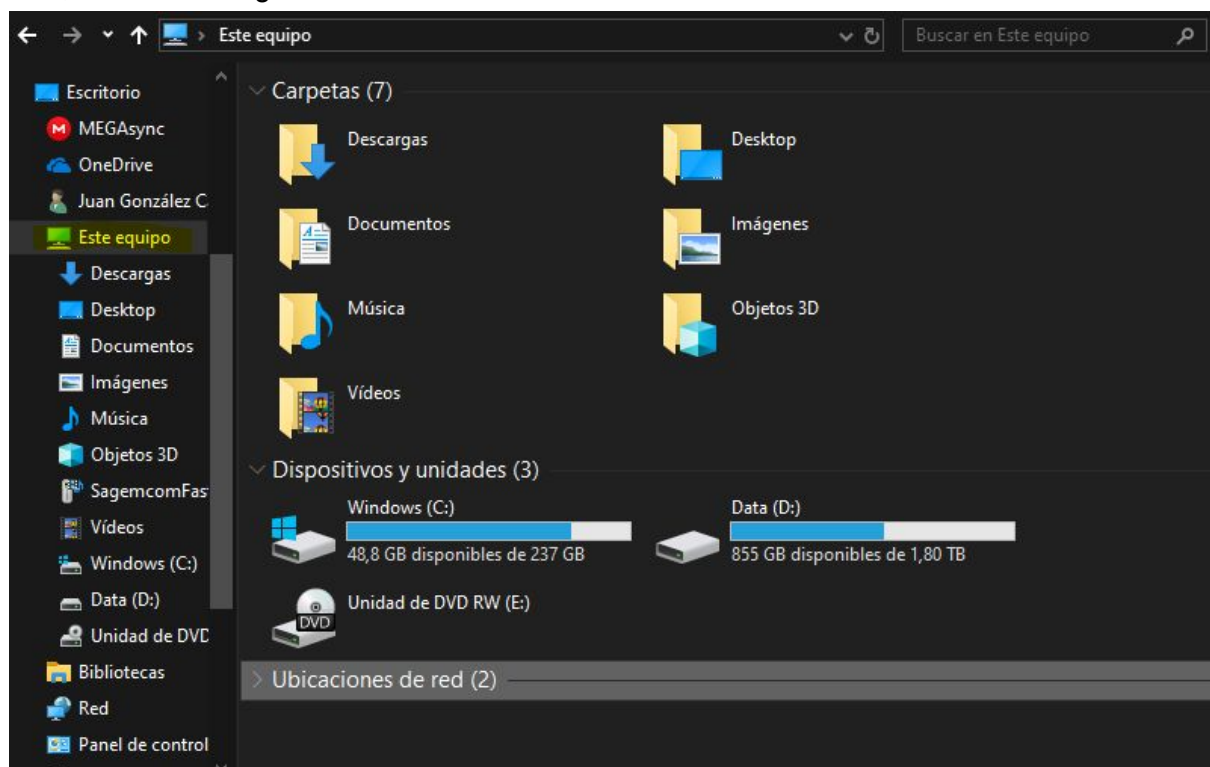 Este equipo
Buscar en Este equipo
Escritorio
MEGAsync
OneDrive
Juan González C
Este equipo
Descargas
Desktop
Documentos
Imágenes
Música
Objetos 3D
SagemcomFas
Vídeos
Windows (C:)
Data (D:)
Unidad de DVD
Bibliotecas
Red
Panel de control
Carpetas (7)
Descargas
Desktop
Documentos
Imágenes
Música
Objetos 3D
Vídeos
Dispositivos y unidades (3)
Windows (C:)
48,8 GB disponibles de 237 GB
Data (D:)
855 GB disponibles de 1,80 TB
DVD
Unidad de DVD RW (E:)
Ubicaciones de red (2)